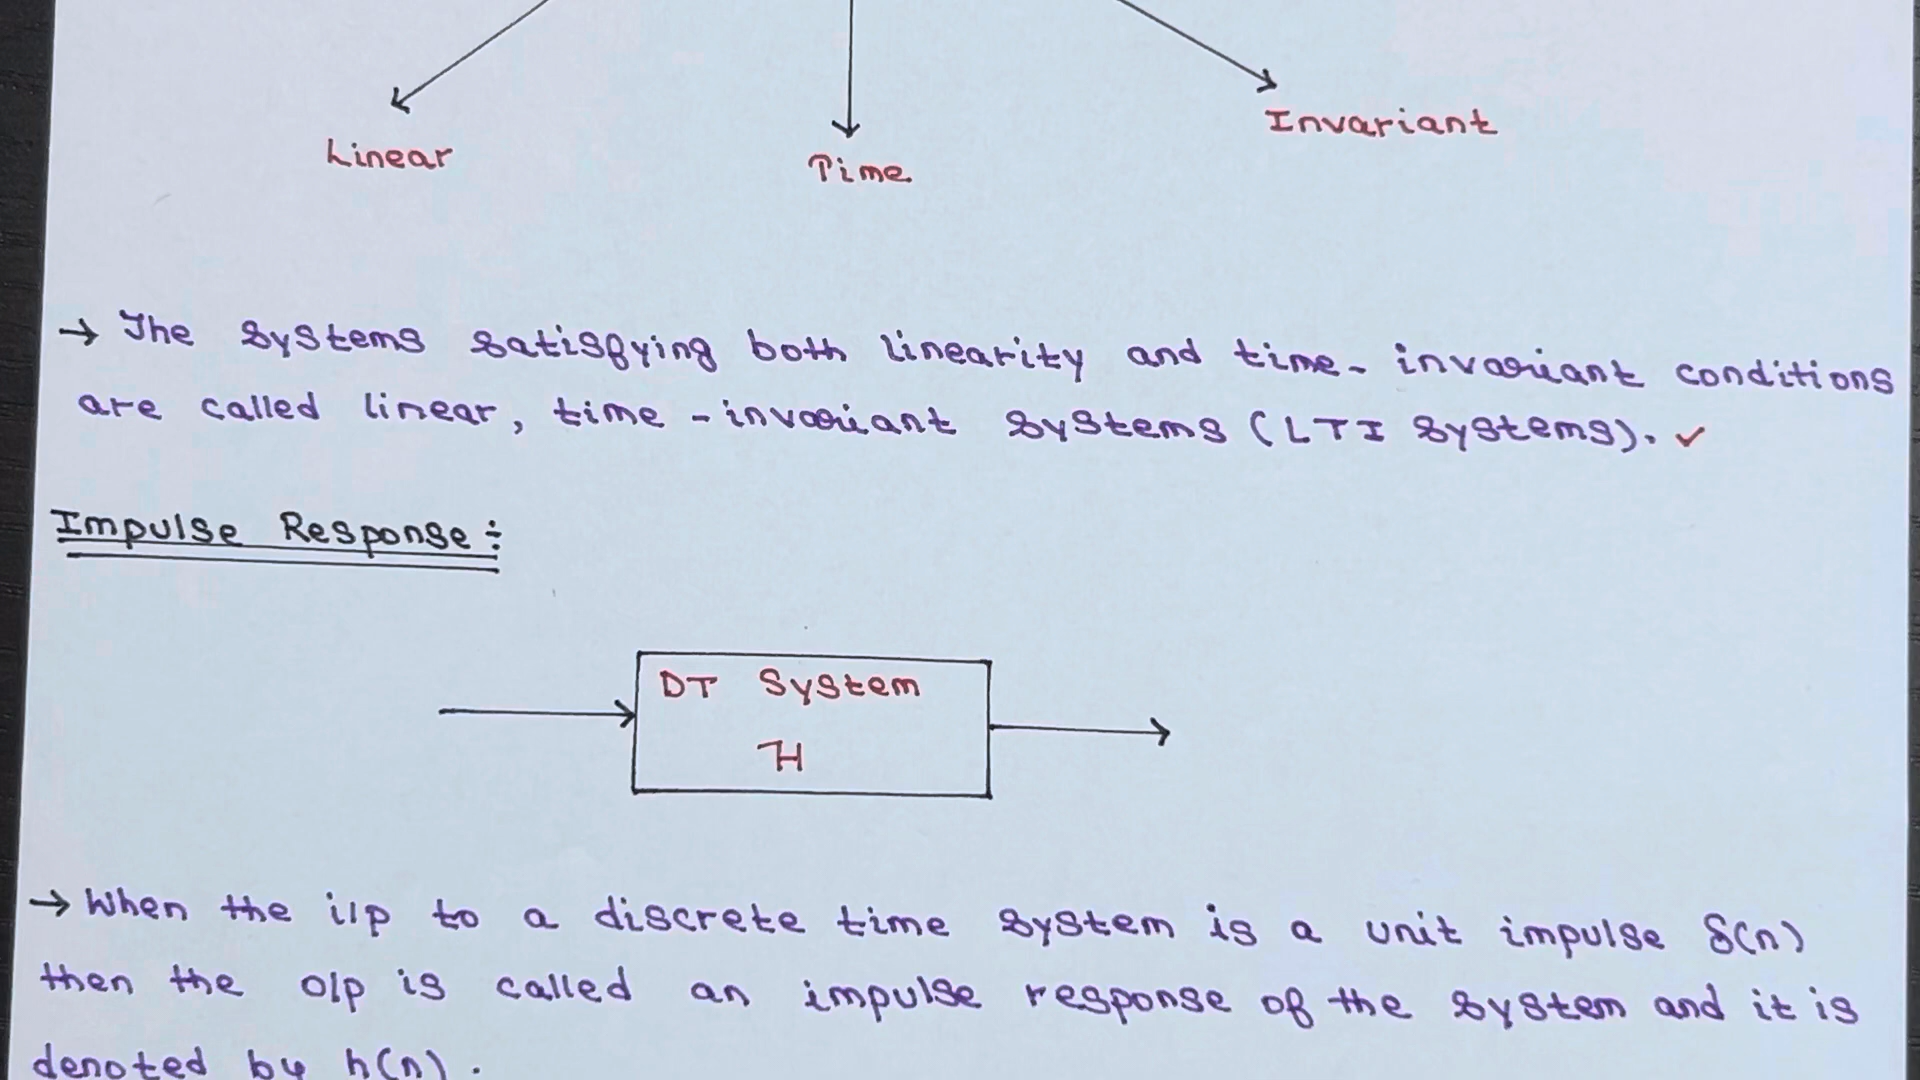 Linear
Time
Invariant
→ The systems satisfying both linearity and time-invariant conditions
are called linear, time-invariant systems (LTI systems). ✓
Impulse Response:
DT System
H
→ When the i/p to a discrete time system is a unit impulse δ(n)
then the o/p is called an impulse response of the system and it is
denoted by h(n).